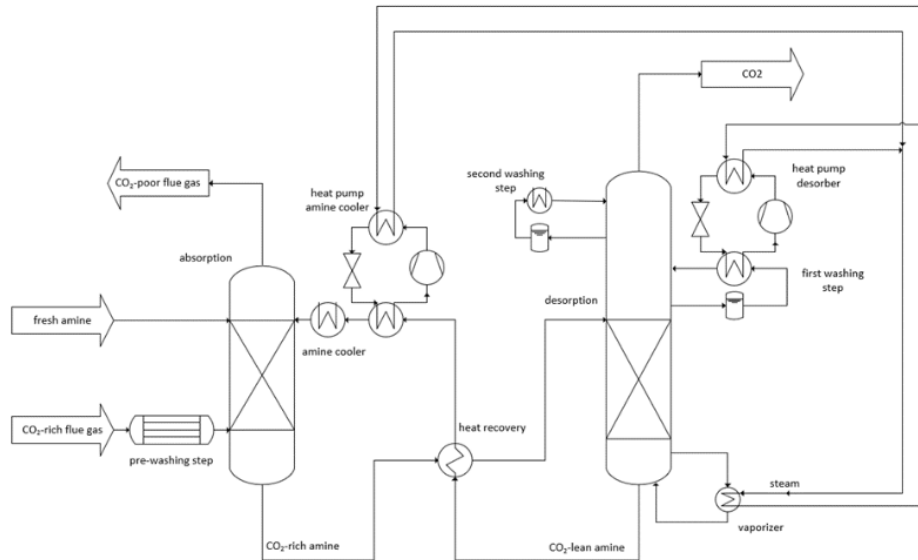 CO2
CO₂-poor flue gas
heat pump
amine cooler
second washing
step
heat pump
desorber
absorption
first washing
step
desorption
fresh amine
amine cooler
CO₂-rich flue gas
pre-washing step
heat recovery
steam
vaporizer
CO₂-rich amine
CO₂-lean amine